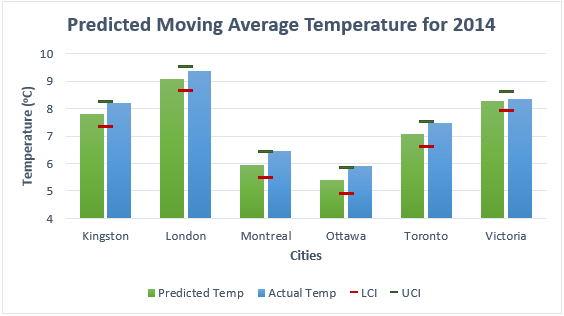 Predicted Moving Average Temperature for 2014
10
9
8
7
6
5
4
Temperature (ºC)
Kingston London Montreal Ottawa Toronto Victoria
Cities
Predicted Temp Actual Temp LCI UCI